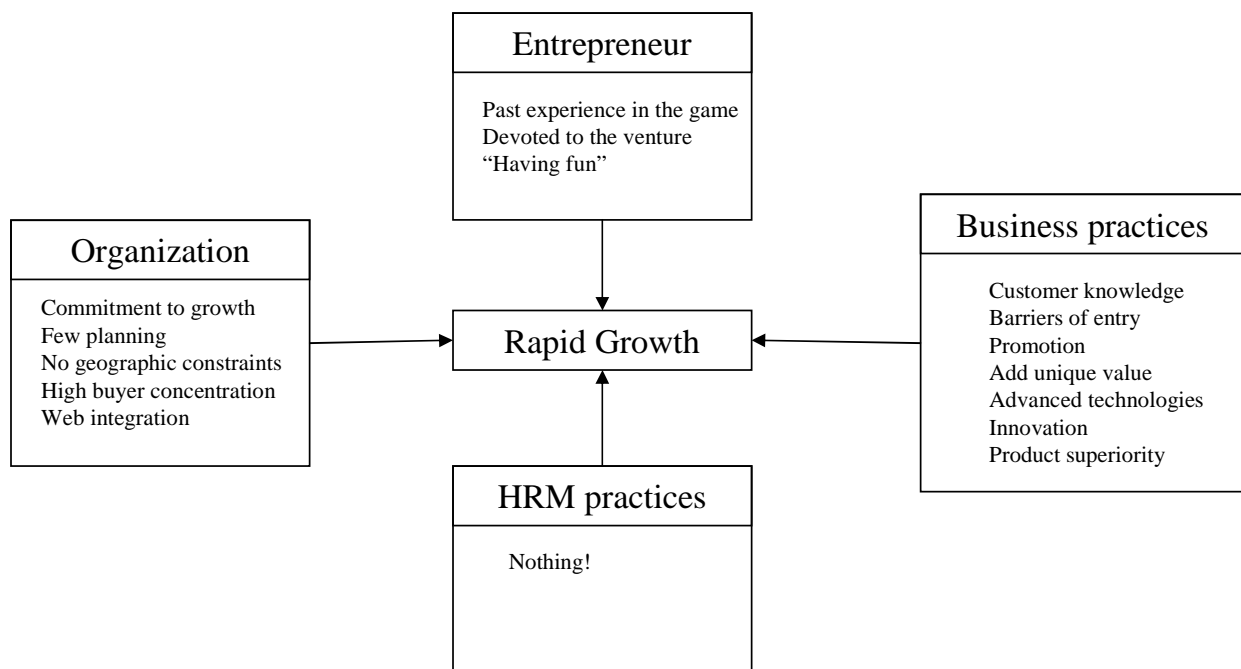 Entrepreneur
Past experience in the game
Devoted to the venture
“Having fun”
Organization
Commitment to growth
Few planning
No geographic constraints
High buyer concentration
Web integration
Rapid Growth
Business practices
Customer knowledge
Barriers of entry
Promotion
Add unique value
Advanced technologies
Innovation
Product superiority
HRM practices
Nothing!